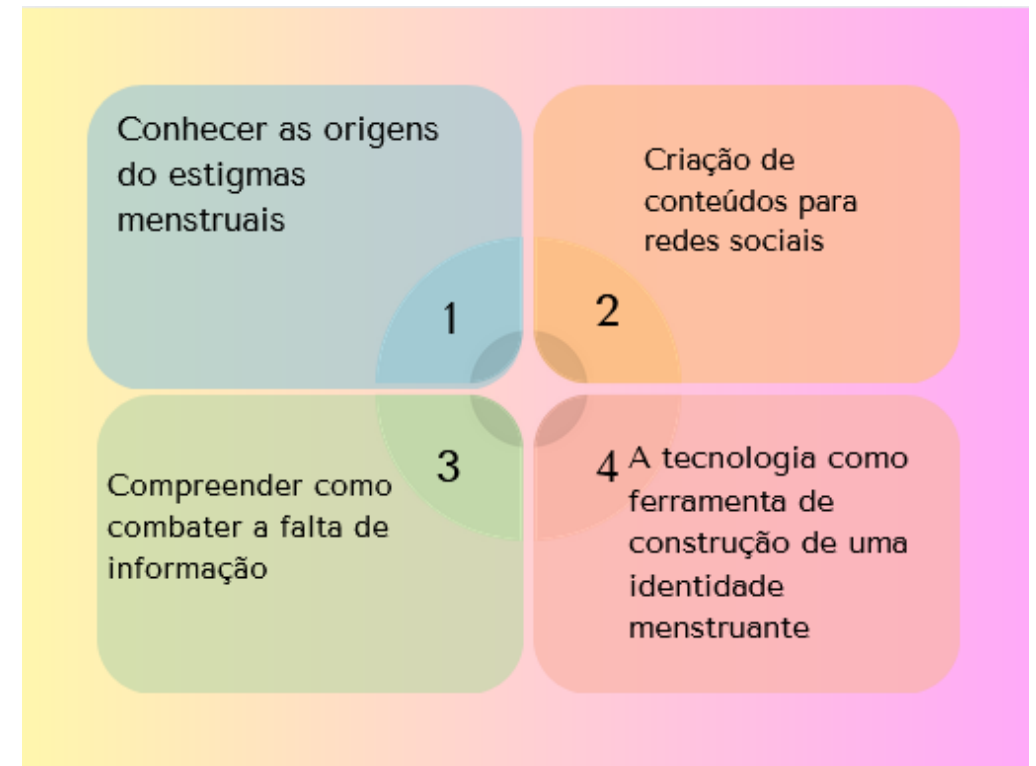 Conhecer as origens
do estigmas
menstruais
1
Criação de
conteúdos para
redes sociais
2
Compreender como
combater a falta de
informação
3
4
A tecnologia como
ferramenta de
construção de uma
identidade
menstruante